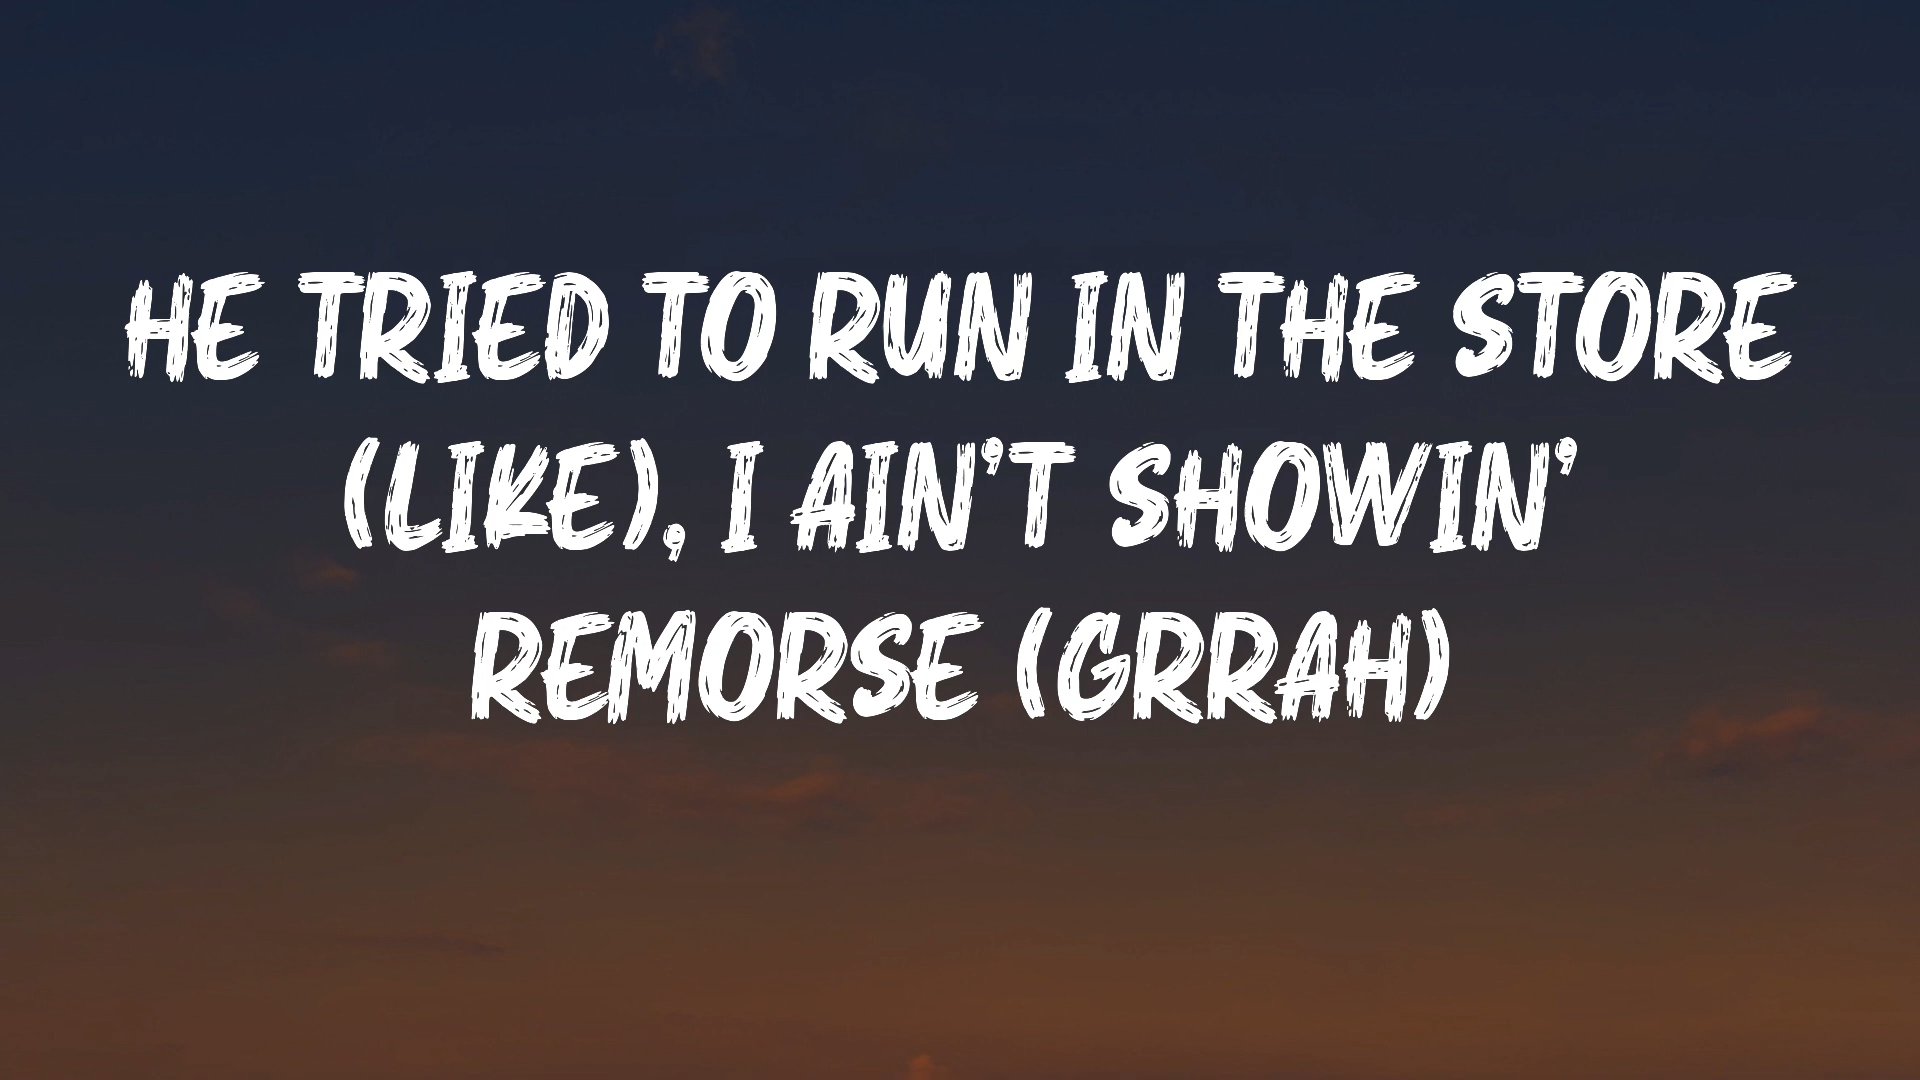 HE TRIED TO RUN IN THE STORE
(LIKE), I AIN'T SHOWIN'
REMORSE (GRRAH)